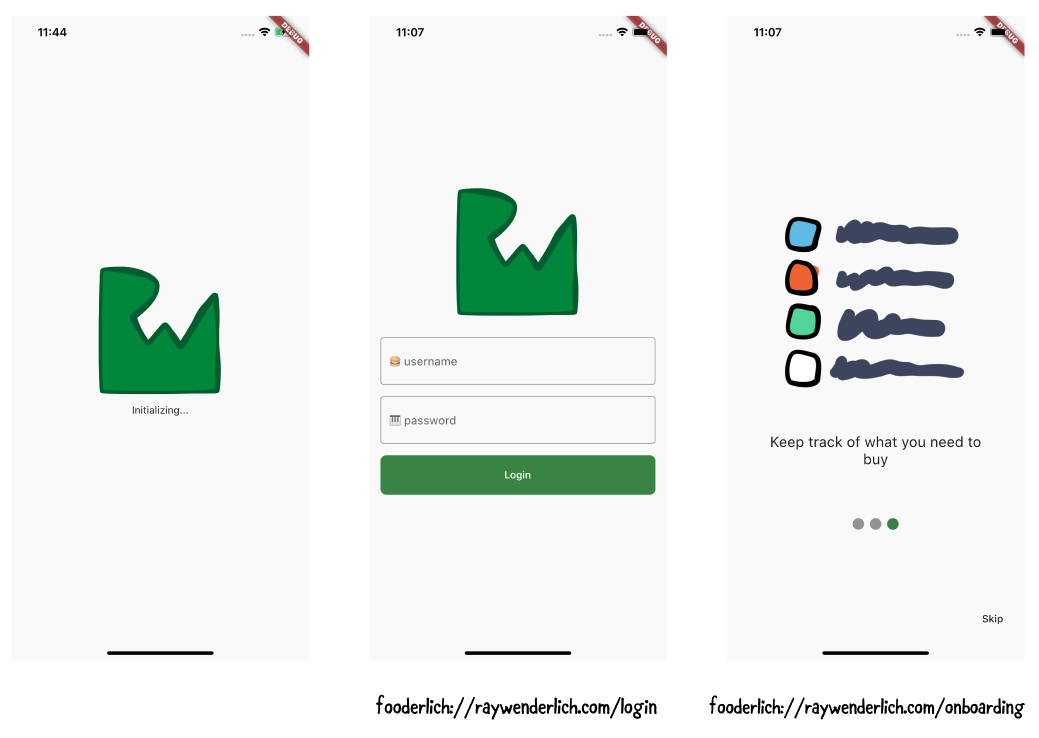 11:44
DEBUG
Initializing...
11:07
DEBUG
username
password
Login
fooderlich://raywenderlich.com/login
11:07
DEBUG
Keep track of what you need to
buy
Skip
fooderlich://raywenderlich.com/onboarding